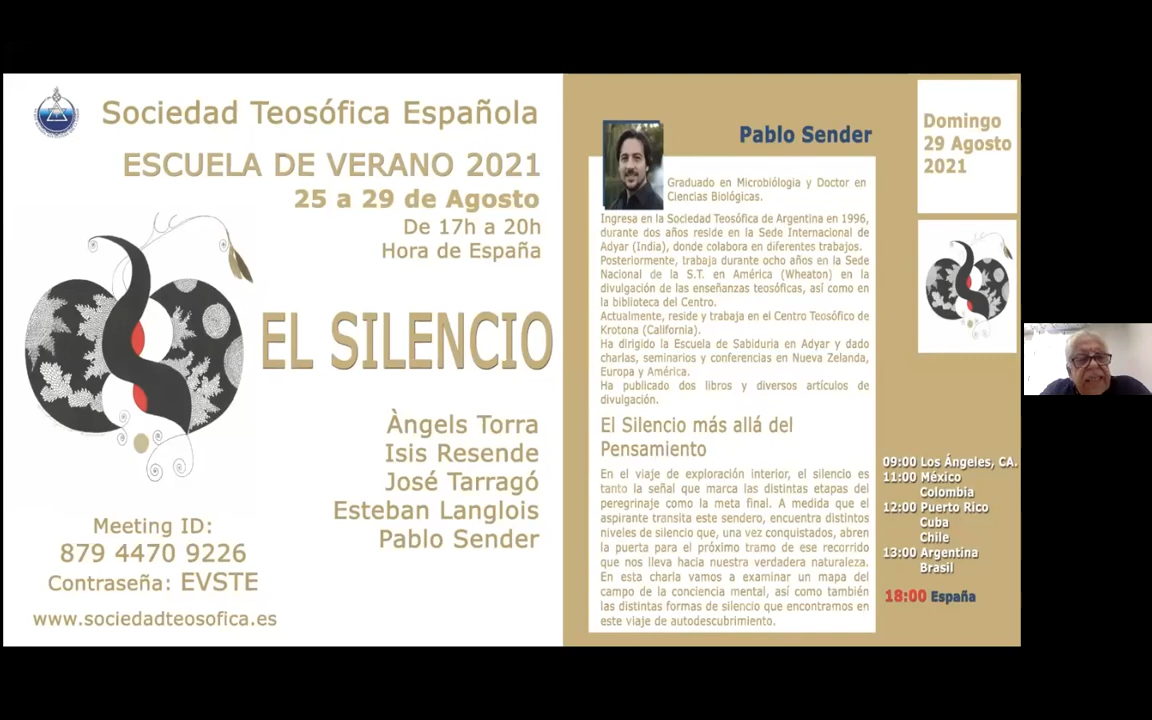 Sociedad Teosófica Española
ESCUELA DE VERANO 2021
25 a 29 de Agosto
De 17h a 20h
Hora de España
EL SILENCIO
Àngels Torra
Isis Resende
José Tarragó
Esteban Langlois
Pablo Sender
Meeting ID:
879 4470 9226
Contraseña: EVSTE
www.sociedadteosofica.es
Pablo Sender
Graduado en Microbiólogia y Doctor en
Ciencias Biológicas.
Ingresa en la Sociedad Teosófica de Argentina en 1996,
durante dos años reside en la Sede Internacional de
Adyar (India), donde colabora en diferentes trabajos.
Posteriormente, trabaja durante ocho años en la Sede
Nacional de la S.T. en América (Wheaton) en la
divulgación de las enseñanzas teosóficas, así como en
la biblioteca del Centro.
Actualmente, reside y trabaja en el Centro Teosófico de
Krotona (California).
Ha dirigido la Escuela de Sabiduria en Adyar y dado
charlas, seminarios y conferencias en Nueva Zelanda,
Europa y América.
Ha publicado dos libros y diversos artículos de
divulgación.
El Silencio más allá del
Pensamiento
En el viaje de exploración interior, el silencio es
tanto la señal que marca las distintas etapas del
peregrinaje como la meta final. A medida que el
aspirante transita este sendero, encuentra distintos
niveles de silencio que, una vez conquistados, abren
la puerta para el próximo tramo de ese recorrido
que nos lleva hacia nuestra verdadera naturaleza.
En esta charla vamos a examinar un mapa del
campo de la conciencia mental, así como también
las distintas formas de silencio que encontramos en
este viaje de autodescubrimiento.
Domingo
29 Agosto
2021
09:00 Los Ángeles, CA.
11:00 México
Colombia
12:00 Puerto Rico
Cuba
Chile
13:00 Argentina
Brasil
18:00 España